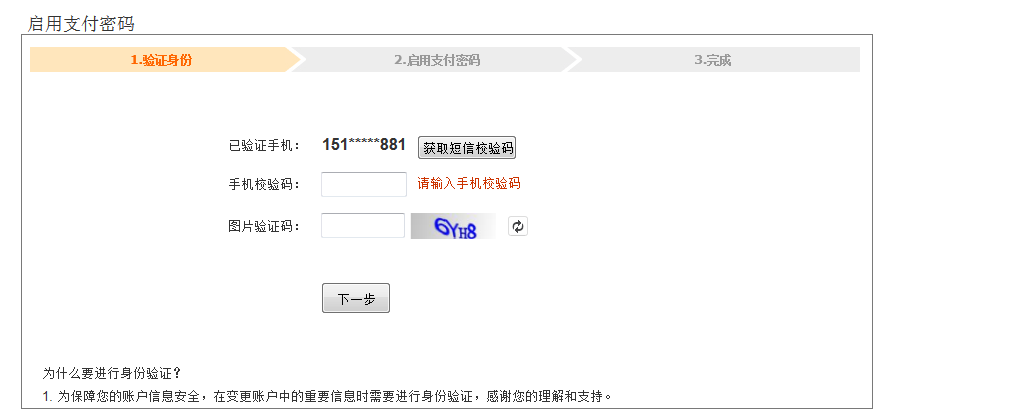 启用支付密码
1.验证身份 2.启用支付密码 3.完成
已验证手机： 151*****881 获取短信校验码
手机校验码： 请输入手机校验码
图片验证码： 6YH8
下一步
为什么要进行身份验证？
1. 为保障您的账户信息安全，在变更账户中的重要信息时需要进行身份验证，感谢您的理解和支持。